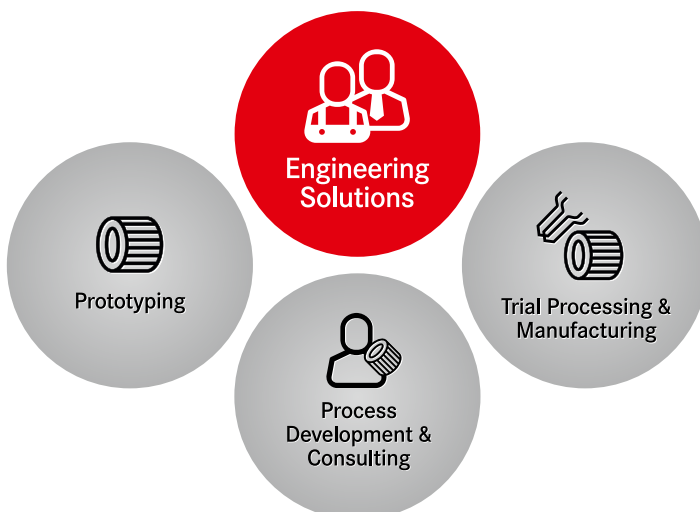 Engineering
Solutions
Prototyping
Trial Processing &
Manufacturing
Process
Development &
Consulting